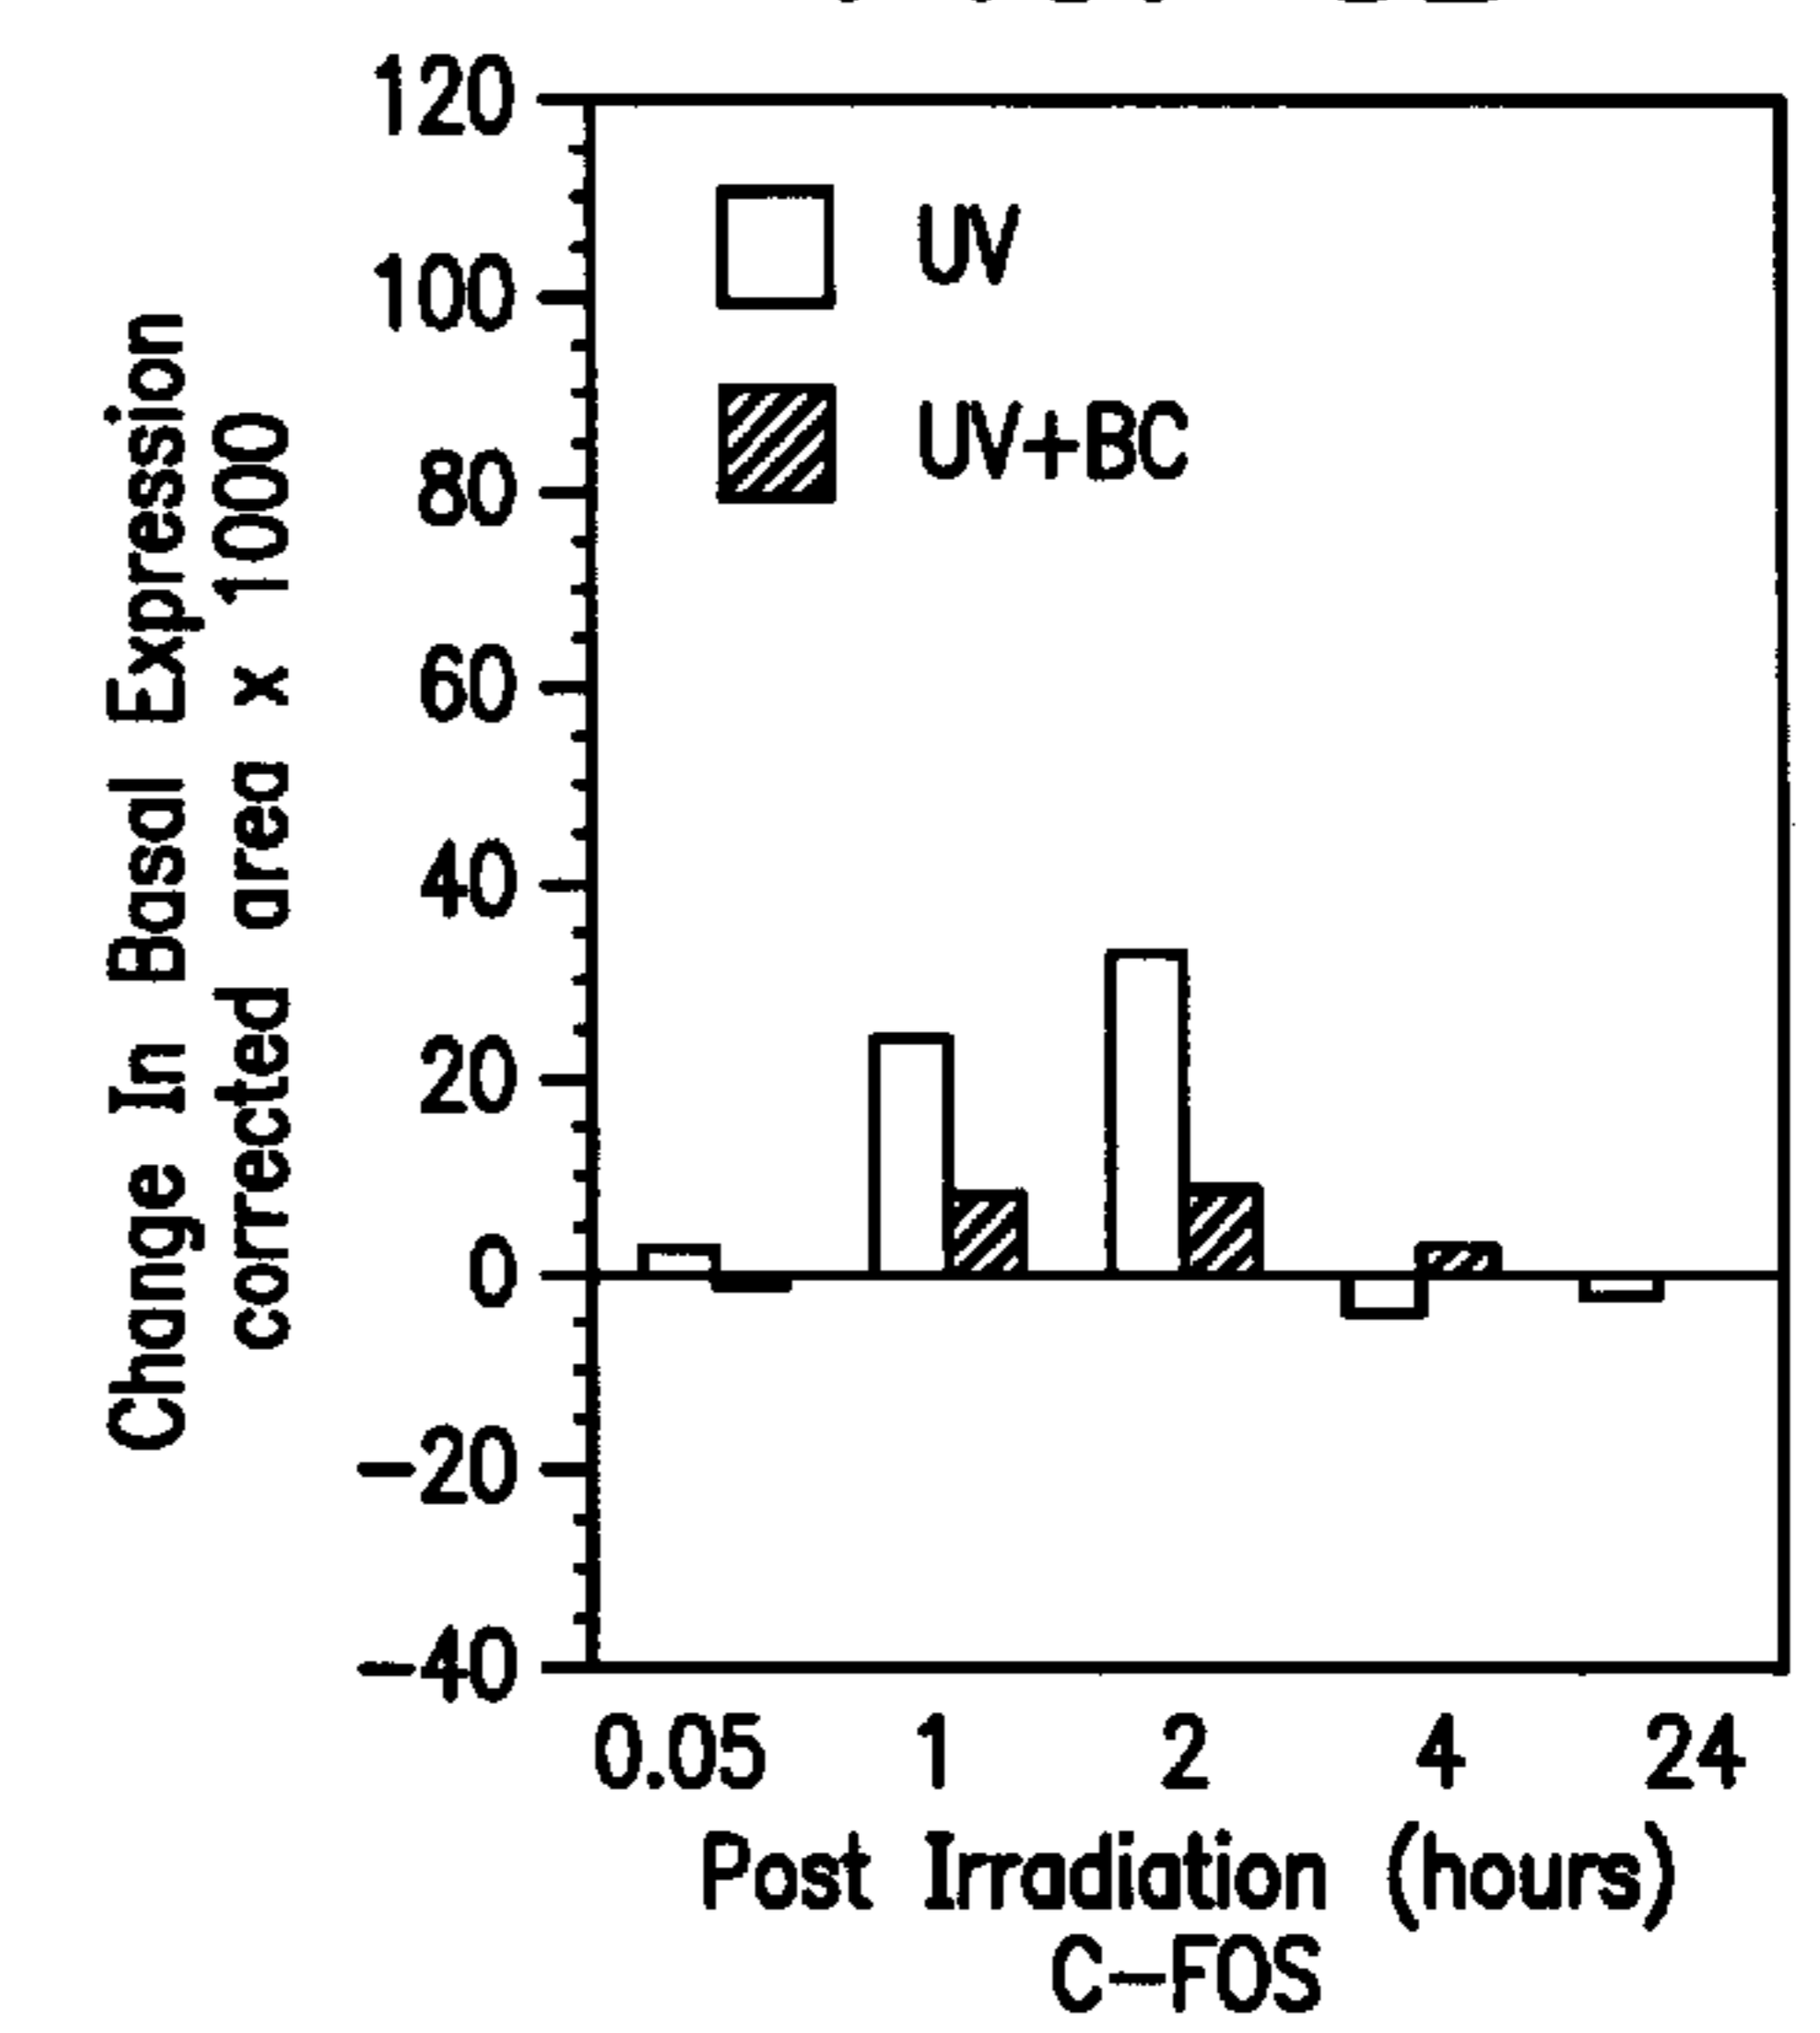 120
100
80
60
40
20
0
-20
-40
Change In Basal Expression
corrected area x 1000
UV
UV+BC
0.05 1 2 4 24
Post Irradiation (hours)
C-FOS